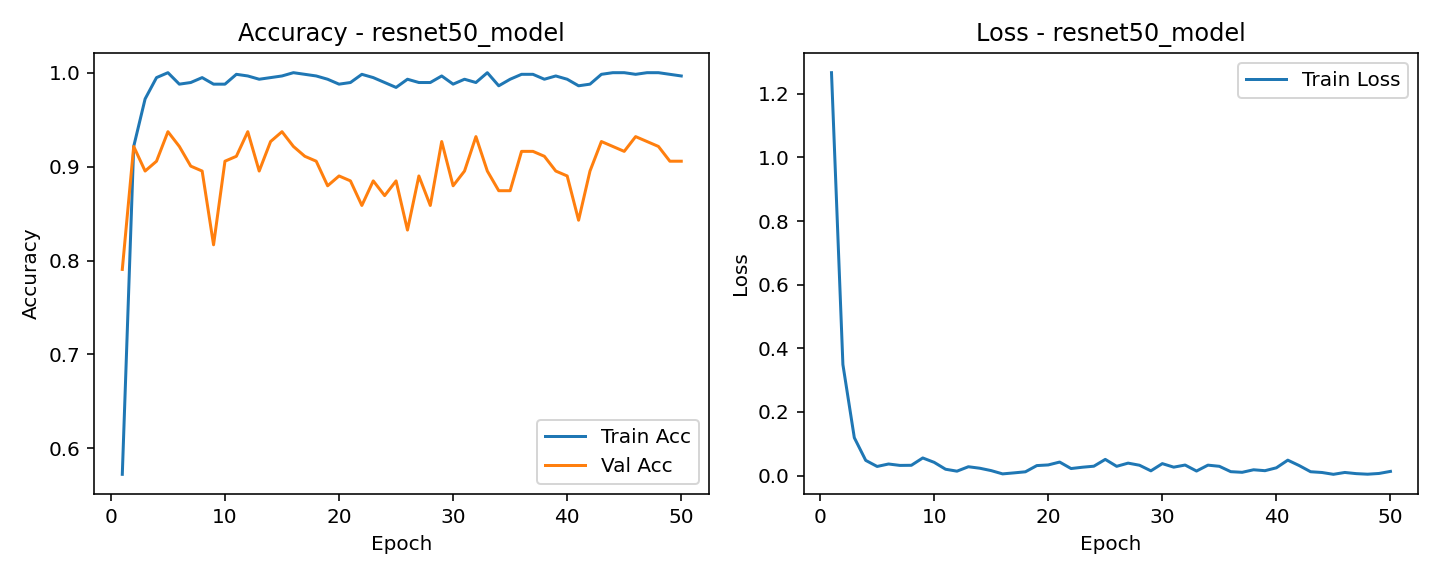 Accuracy - resnet50_model
1.0
0.9
0.8
0.7
0.6
Accuracy
Train Acc
Val Acc
0 10 20 30 40 50
Epoch
Loss - resnet50_model
Train Loss
1.2
1.0
0.8
0.6
0.4
0.2
0.0
Loss
0 10 20 30 40 50
Epoch